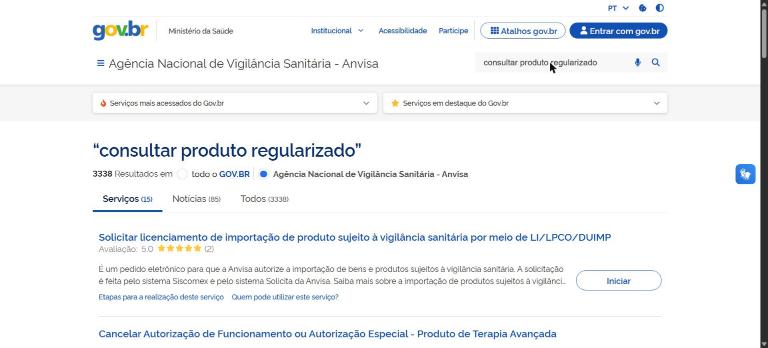 PT
gov.br
Ministério da Saúde
Institucional
Acessibilidade
Participe
Atalhos gov.br
Entrar com gov.br
Agência Nacional de Vigilância Sanitária - Anvisa
consultar produto regularizado
Serviços mais acessados do Gov.br
Serviços em destaque do Gov.br
“consultar produto regularizado”
3338 Resultados em todo o GOV.BR Agência Nacional de Vigilância Sanitária - Anvisa
Serviços (15) Notícias (85) Todos (3338)
Solicitar licenciamento de importação de produto sujeito à vigilância sanitária por meio de LI/LPCO/DUIMP
Avaliação: 5.0 (2)
É um pedido eletrônico para que a Anvisa autorize a importação de bens e produtos sujeitos à vigilância sanitária. A solicitação
é feita pelo sistema Siscomex e pelo sistema Solicita da Anvisa. Saiba mais sobre a importação de produtos sujeitos à vigilânci...
Iniciar
Etapas para a realização deste serviço Quem pode utilizar este serviço?
Cancelar Autorização de Funcionamento ou Autorização Especial - Produto de Terapia Avançada